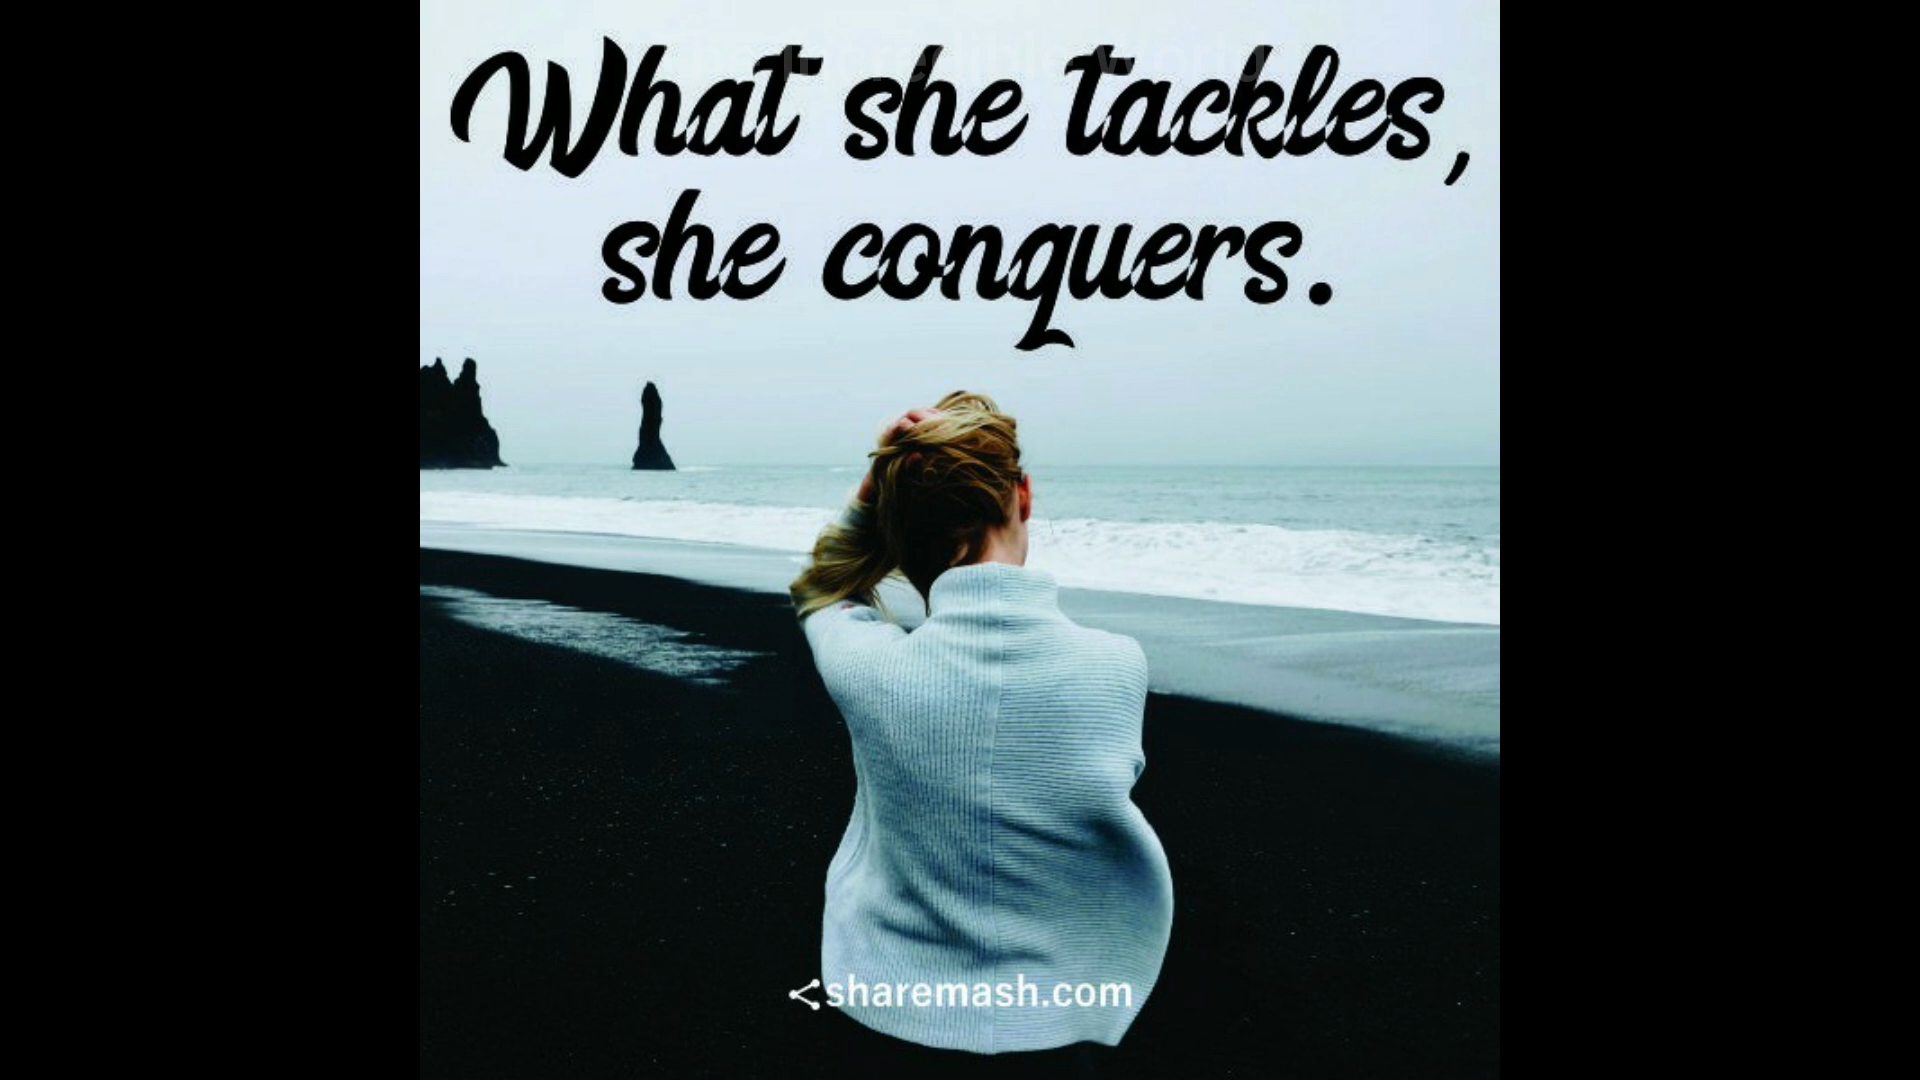 What she tackles,
she conquers.
sharemash.com